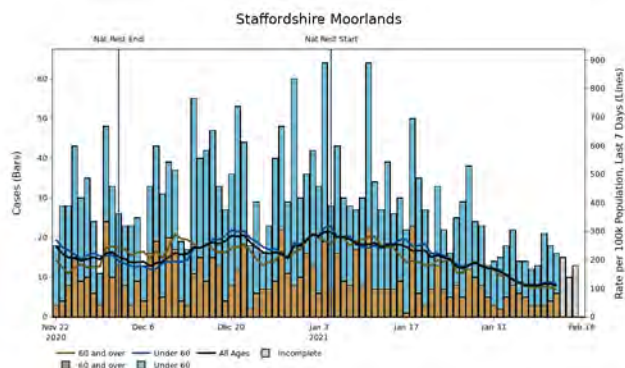 Staffordshire Moorlands
Nat Rest End
Nat Rest Start
Cases (Bars)
60
50
40
30
20
10
0
Rate per 100k Population, Last 7 Days (Lines)
900
800
700
600
500
400
300
200
100
0
Nov 22
2020
Dec 6
Dec 20
Jan 3
2021
Jan 17
Jan 31
Feb
60 and over
Under 60
All Ages
Incomplete
60 and over
Under 60